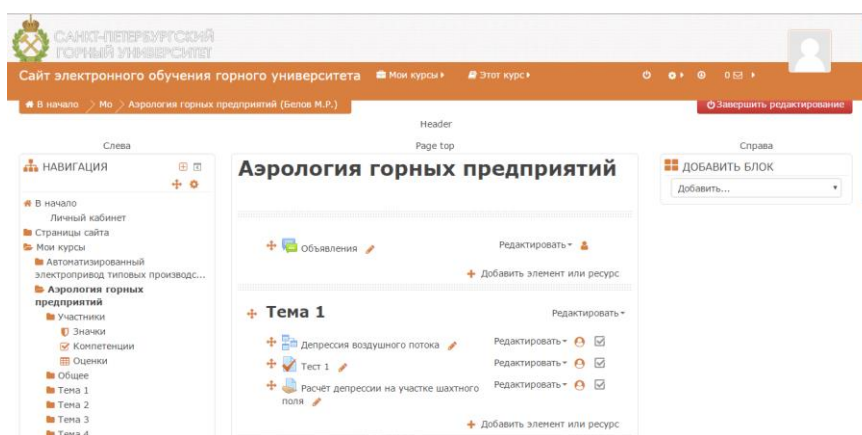 САНКТ-ПЕТЕРБУРГСКИЙ
ГОРНЫЙ УНИВЕРСИТЕТ
Сайт электронного обучения горного университета Мои курсы Этот курс 0
В начало Мо Аэрология горных предприятий (Белов М.Р.) Завершить редактирование
Header
Слева Page top Справа
НАВИГАЦИЯ
В начало
Личный кабинет
Страницы сайта
Мои курсы
Автоматизированный
электропривод типовых производс...
Аэрология горных
предприятий
Участники
Значки
Компетенции
Оценки
Общее
Тема 1
Тема 2
Тема 3
Тема 4
Аэрология горных предприятий
Объявления Редактировать
Добавить элемент или ресурс
Тема 1 Редактировать
Депрессия воздушного потока Редактировать
Тест 1 Редактировать
Расчёт депрессии на участке шахтного Редактировать
поля
Добавить элемент или ресурс
ДОБАВИТЬ БЛОК
Добавить...